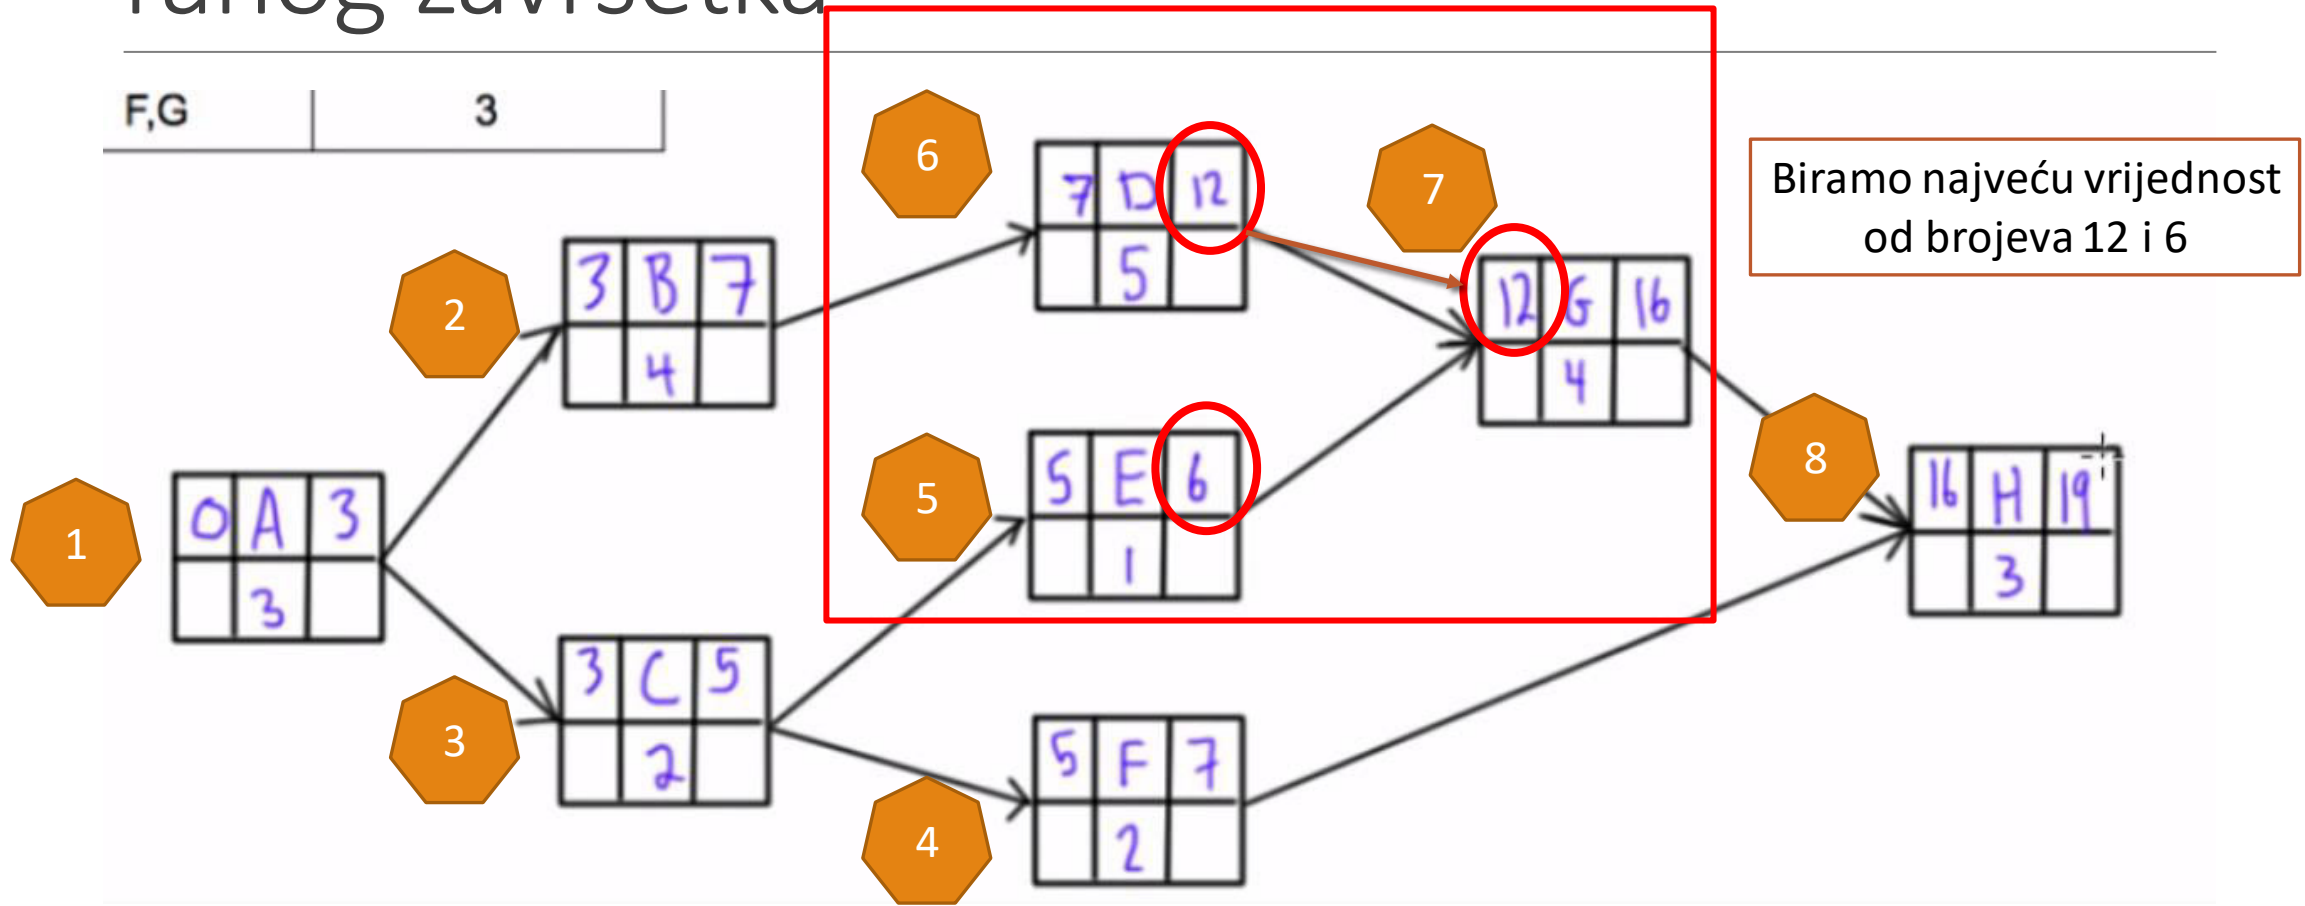 ranog završetka
F,G 3
6
7
Biramo najveću vrijednost
od brojeva 12 i 6
7 D 12
5
2
3 B 7
4
12 G 16
4
8
5
5 E 6
1
16 H 19
3
1
0 A 3
3
3
3 C 5
2
4
5 F 7
2